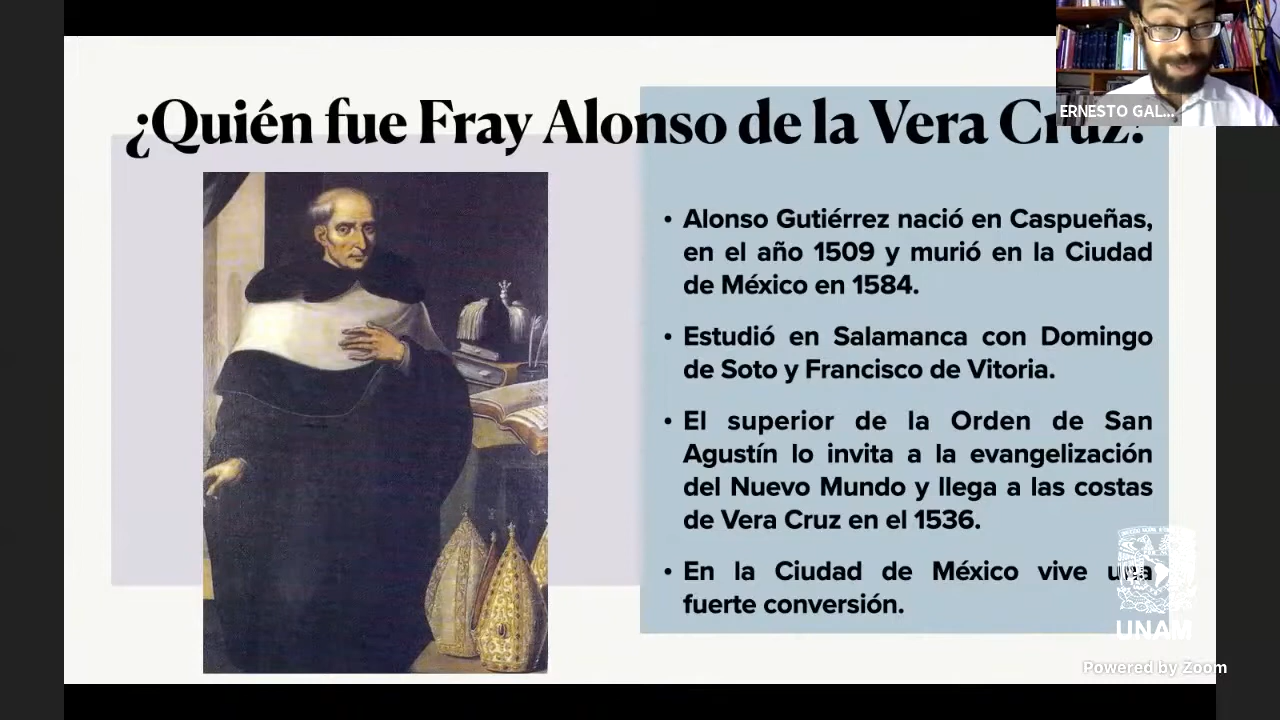 ¿Quién fue Fray Alonso de la Vera Cruz?
ERNESTO GAL...
• Alonso Gutiérrez nació en Caspueñas,
en el año 1509 y murió en la Ciudad
de México en 1584.
• Estudió en Salamanca con Domingo
de Soto y Francisco de Vitoria.
• El superior de la Orden de San
Agustín lo invita a la evangelización
del Nuevo Mundo y llega a las costas
de Vera Cruz en el 1536.
• En la Ciudad de México vive una
fuerte conversión.
UNAM
Powered by Zoom